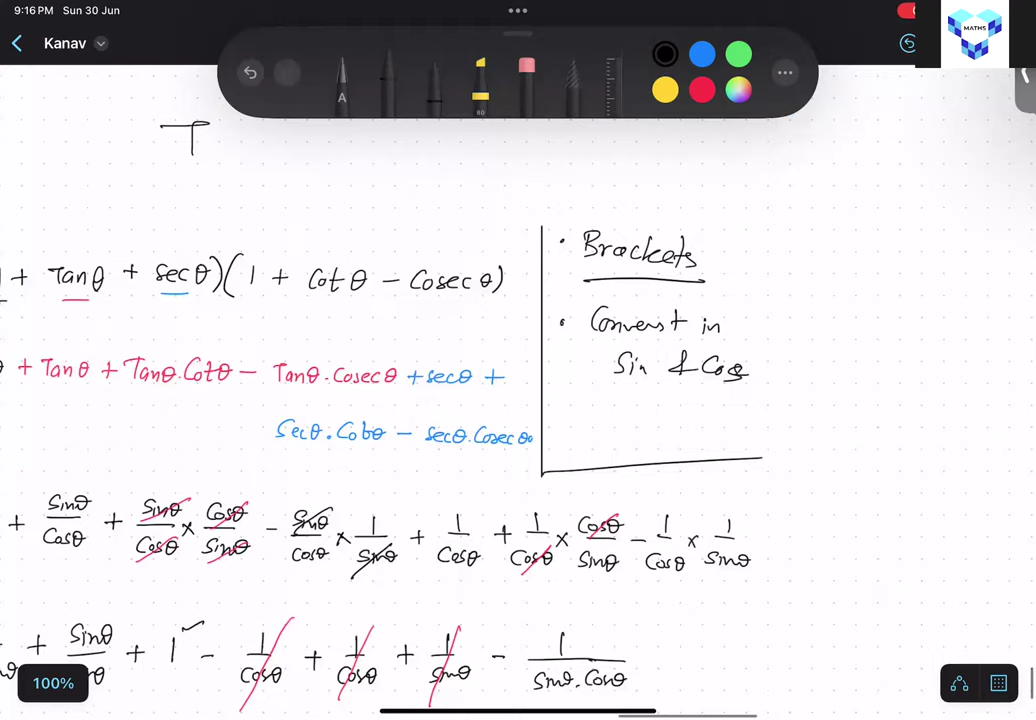 9:16 PM Sun 30 Jun
MATHS
Kanav
A
80
T
+ Tanθ + secθ)(1 + Cotθ − Cosecθ)
• Brackets
• Convert in
Sin & Cos
+ Tanθ + Tanθ.Cotθ − Tanθ.Cosecθ + secθ +
Secθ.Cotθ − secθ.Cosecθ
+ Sinθ/Cosθ + Sinθ/Cosθ × Cosθ/Sinθ − Sinθ/Cosθ × 1/Sinθ + 1/Cosθ + 1/Cosθ × Cosθ/Sinθ − 1/Cosθ × 1/Sinθ
+ Sinθ/ + 1 − 1/Cosθ + 1/Cosθ + 1/Sinθ − 1/Sinθ.Cosθ
100%